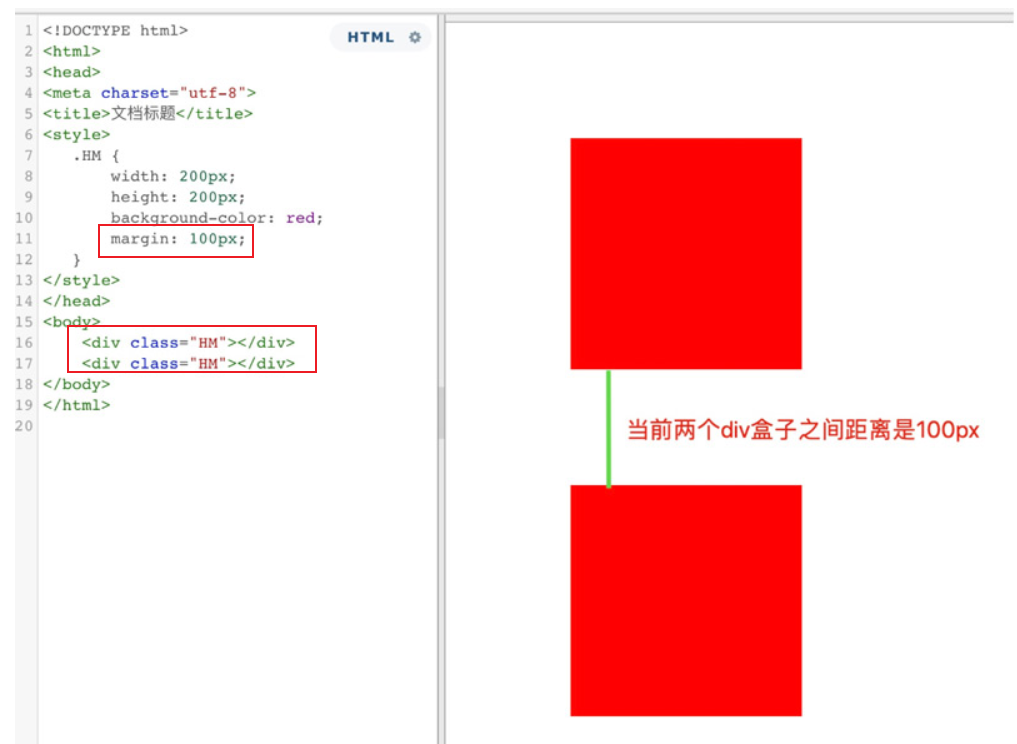 HTML
1 <!DOCTYPE html>
2 <html>
3 <head>
4 <meta charset="utf-8">
5 <title>文档标题</title>
6 <style>
7 .HM {
8 width: 200px;
9 height: 200px;
10 background-color: red;
11 margin: 100px;
12 }
13 </style>
14 </head>
15 <body>
16 <div class="HM"></div>
17 <div class="HM"></div>
18 </body>
19 </html>
20
当前两个div盒子之间距离是100px